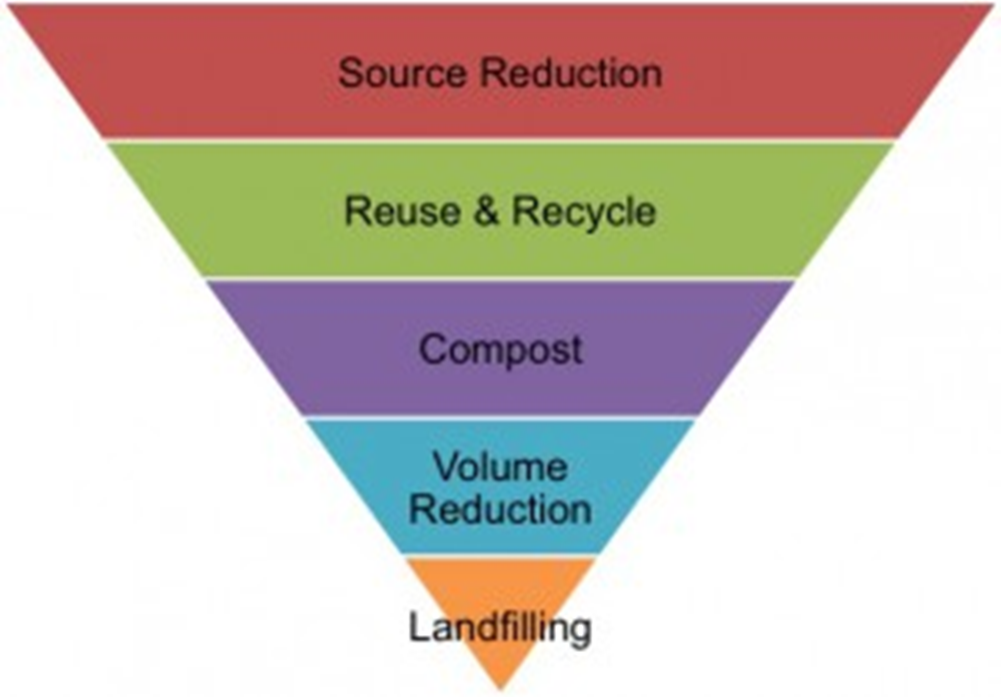 Source Reduction
Reuse & Recycle
Compost
Volume
Reduction
Landfilling